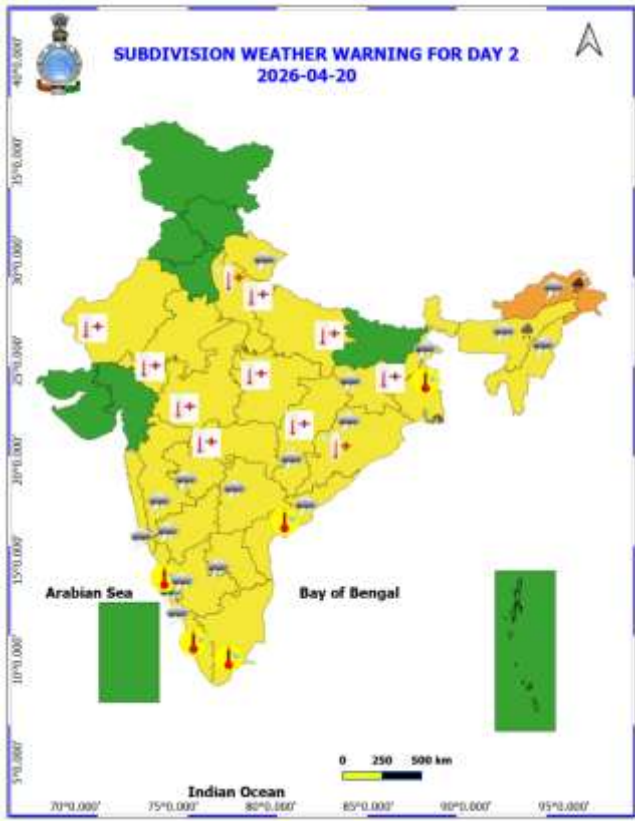 SUBDIVISION WEATHER WARNING FOR DAY 2
2026-04-20
40°0.000'
35°0.000'
30°0.000'
25°0.000'
20°0.000'
15°0.000'
10°0.000'
5°0.000'
Arabian Sea
Bay of Bengal
0 250 500 km
Indian Ocean
70°0.000' 75°0.000' 80°0.000' 85°0.000' 90°0.000' 95°0.000'